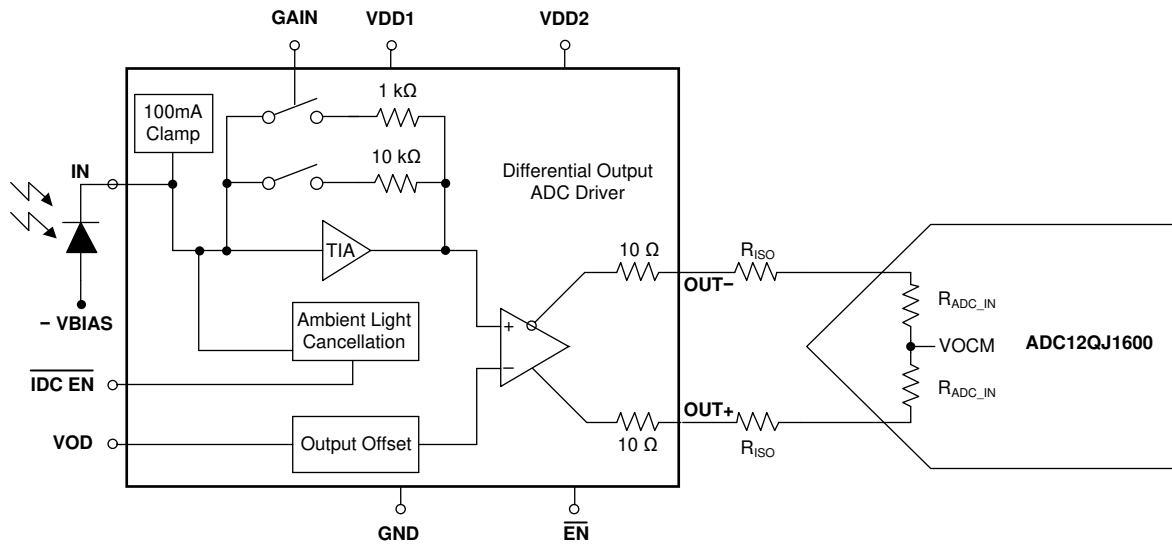 GAIN
VDD1
VDD2
100mA
Clamp
1 kΩ
10 kΩ
IN
Differential Output
ADC Driver
TIA
10 Ω
OUT−
RISO
− VBIAS
Ambient Light
Cancellation
+
−
RADC_IN
VOCM
ADC12QJ1600
RADC_IN
IDC EN
VOD
Output Offset
OUT+
10 Ω
RISO
GND
EN